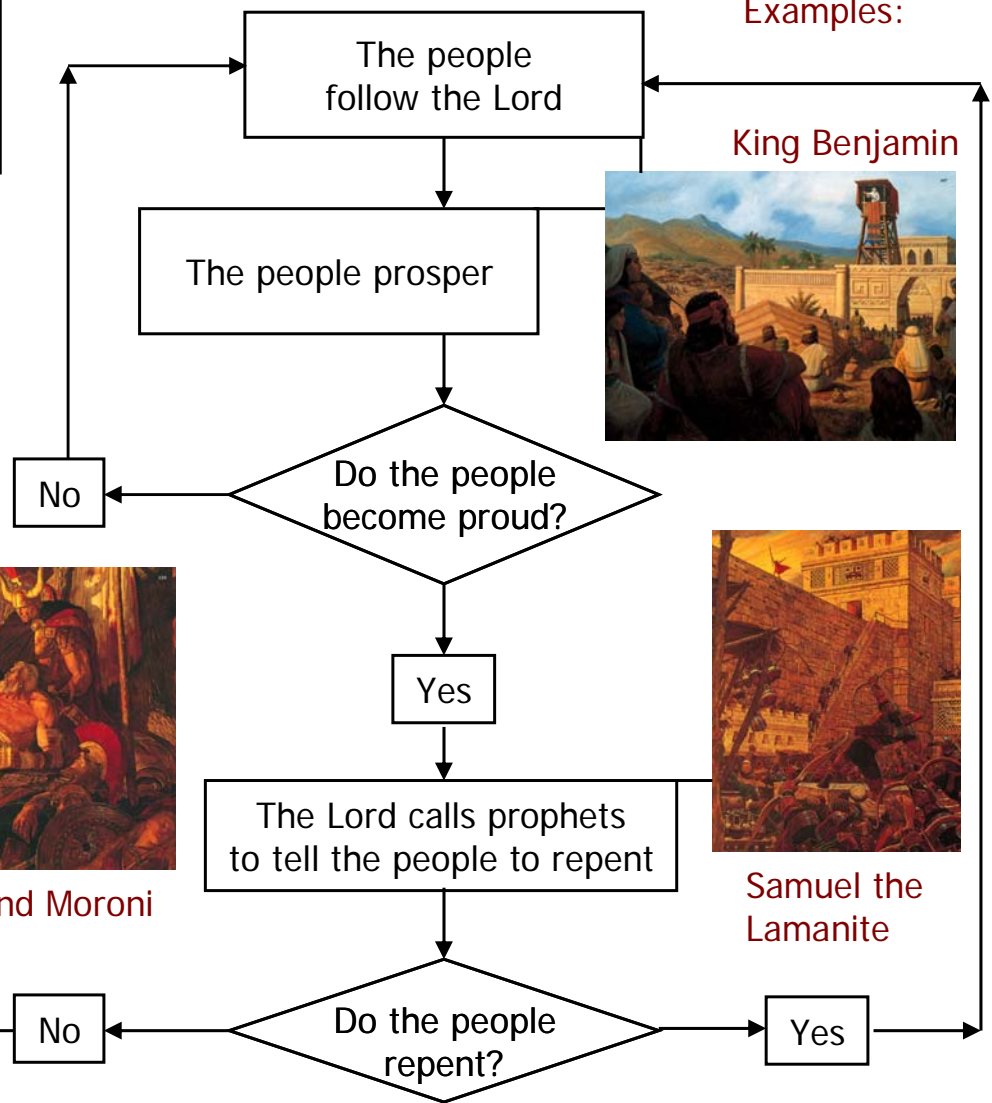 Examples:
The people
follow the Lord
King Benjamin
The people prosper
Do the people
become proud?
No
Yes
The Lord calls prophets
to tell the people to repent
nd Moroni
Samuel the
Lamanite
Do the people
repent?
No
Yes